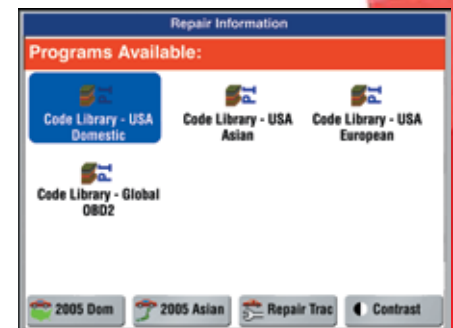 Repair Information
Programs Available:
Code Library - USA
Domestic
Code Library - USA
Asian
Code Library - USA
European
Code Library - Global
OBD2
2005 Dom
2005 Asian
Repair Trac
Contrast